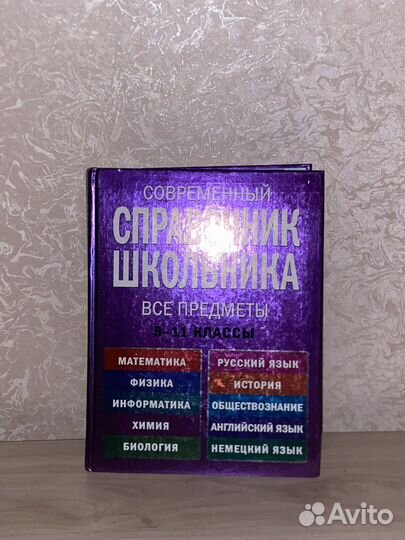 СОВРЕМЕННЫЙ
СПРАВОЧНИК
ШКОЛЬНИКА
ВСЕ ПРЕДМЕТЫ
5-11 КЛАССЫ
МАТЕМАТИКА
ФИЗИКА
ИНФОРМАТИКА
ХИМИЯ
БИОЛОГИЯ
РУССКИЙ ЯЗЫК
ИСТОРИЯ
ОБЩЕСТВОЗНАНИЕ
АНГЛИЙСКИЙ ЯЗЫК
НЕМЕЦКИЙ ЯЗЫК
Avito